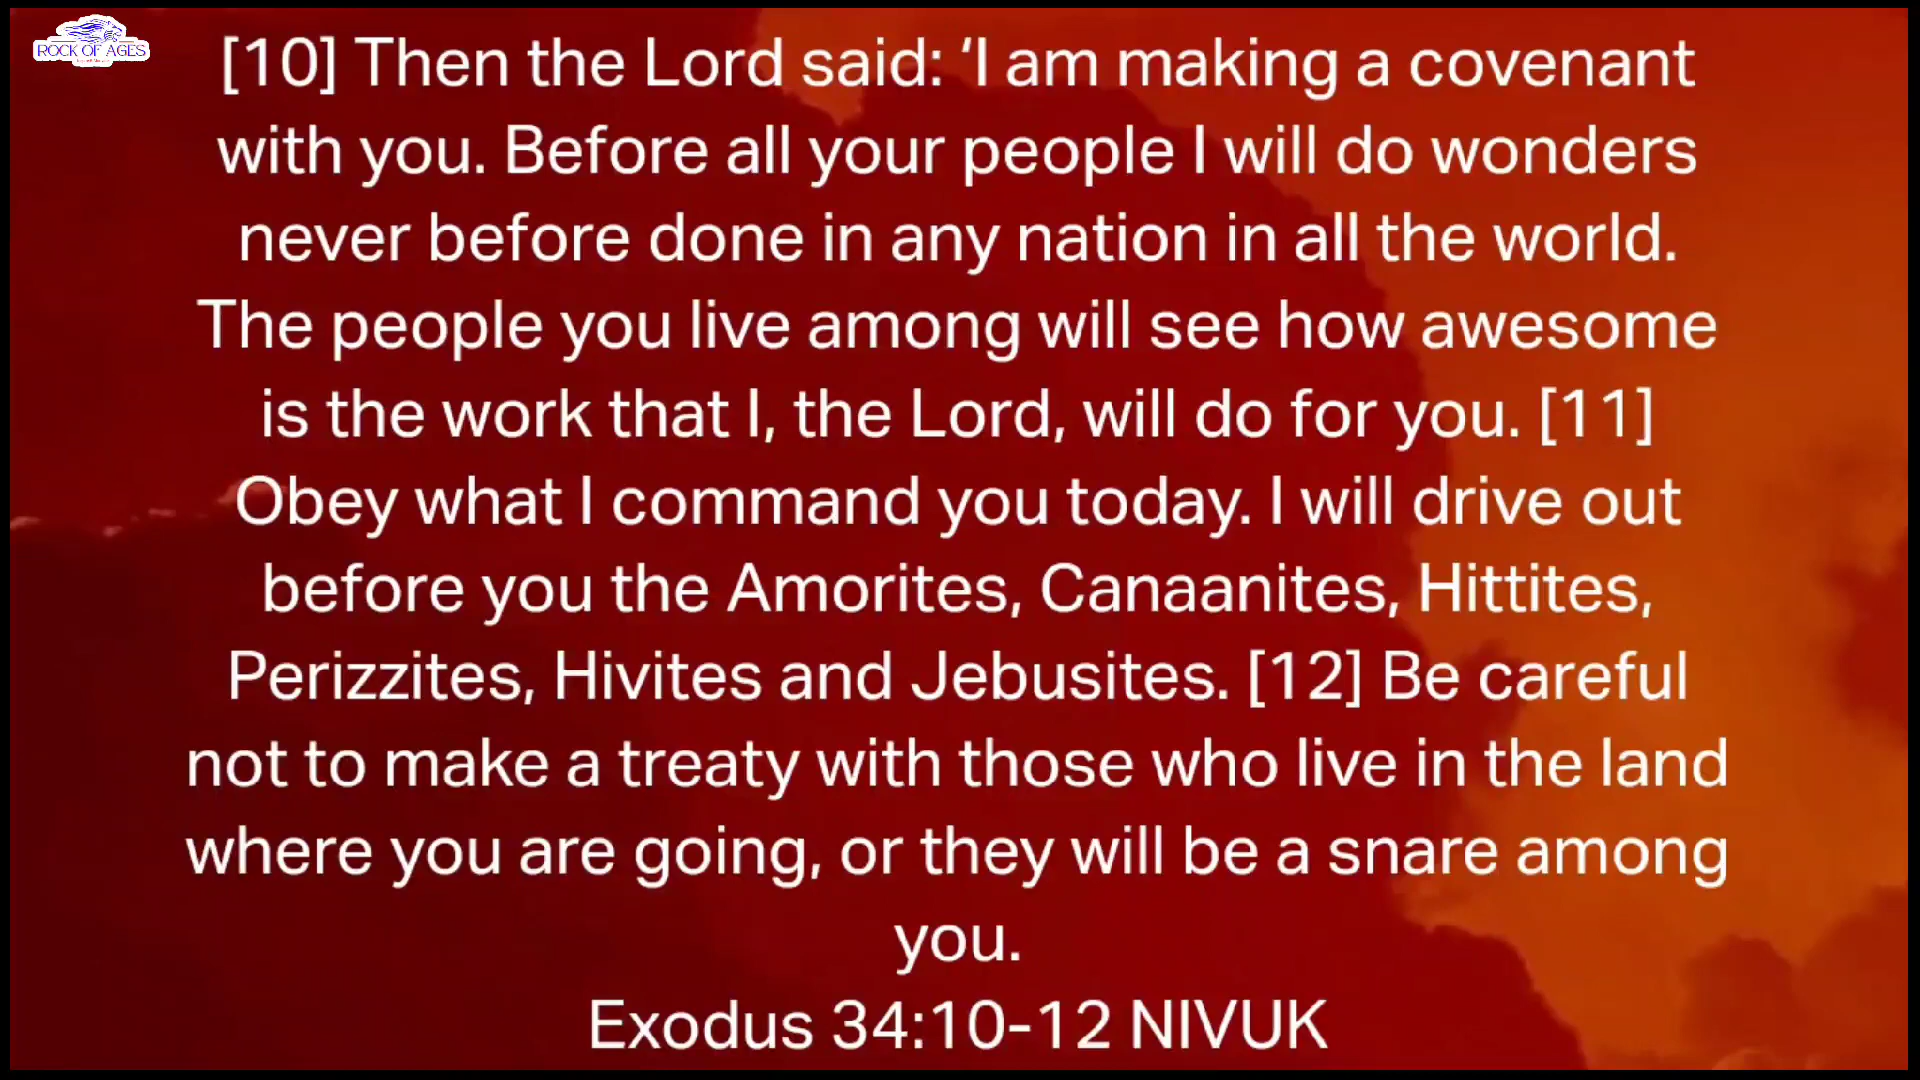 ROCK OF AGES
[10] Then the Lord said: ‘I am making a covenant
with you. Before all your people I will do wonders
never before done in any nation in all the world.
The people you live among will see how awesome
is the work that I, the Lord, will do for you. [11]
Obey what I command you today. I will drive out
before you the Amorites, Canaanites, Hittites,
Perizzites, Hivites and Jebusites. [12] Be careful
not to make a treaty with those who live in the land
where you are going, or they will be a snare among
you.
Exodus 34:10-12 NIVUK